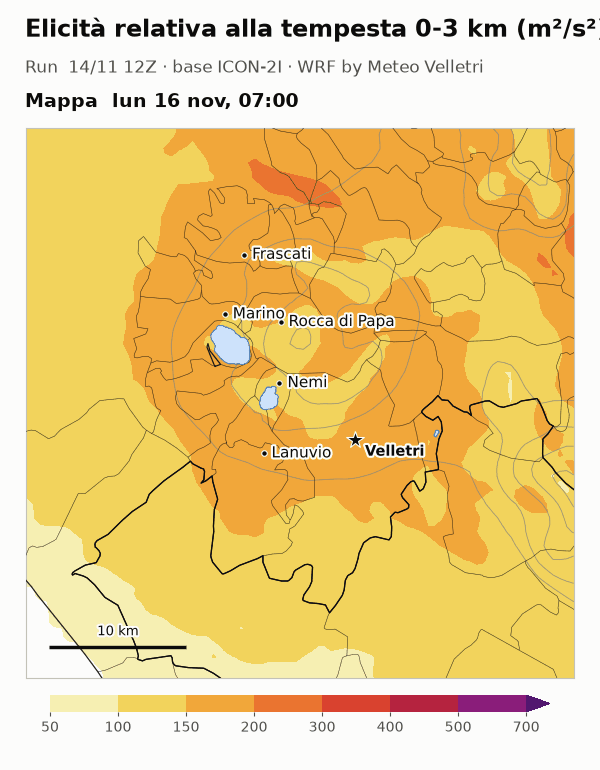 Elicità relativa alla tempesta 0-3 km (m²/s²)
Run  14/11 12Z · base ICON-2I · WRF by Meteo Velletri
Mappa  lun 16 nov, 07:00
Frascati
Marino
Rocca di Papa
Nemi
Velletri
Lanuvio
10 km
50 100 150 200 300 400 500 700